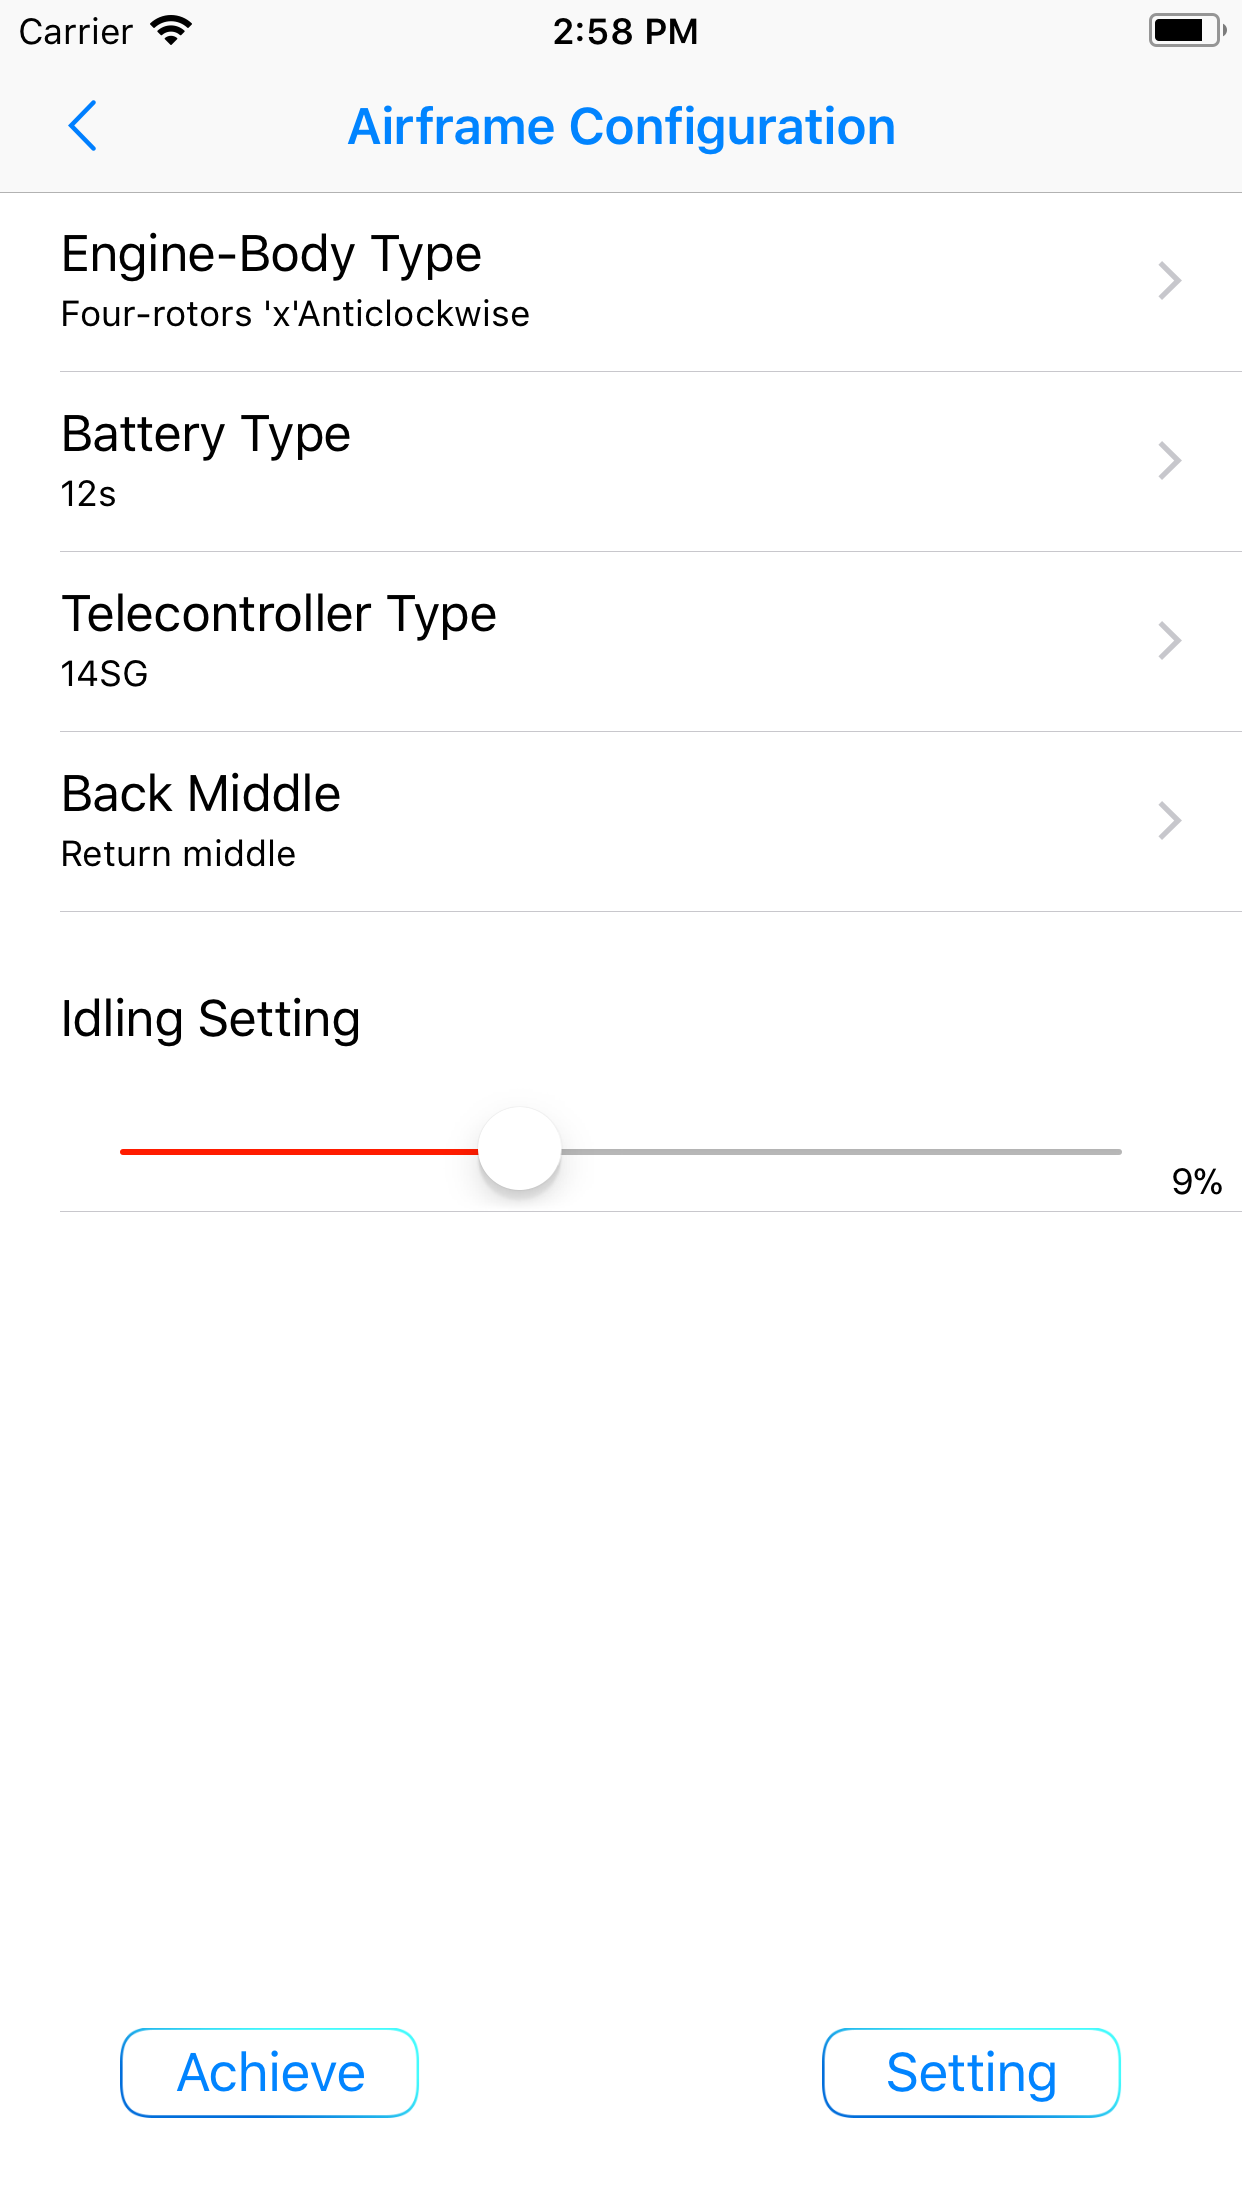 Carrier 2:58 PM
Airframe Configuration
Engine-Body Type
Four-rotors 'x'Anticlockwise
Battery Type
12s
Telecontroller Type
14SG
Back Middle
Return middle
Idling Setting
9%
Achieve Setting